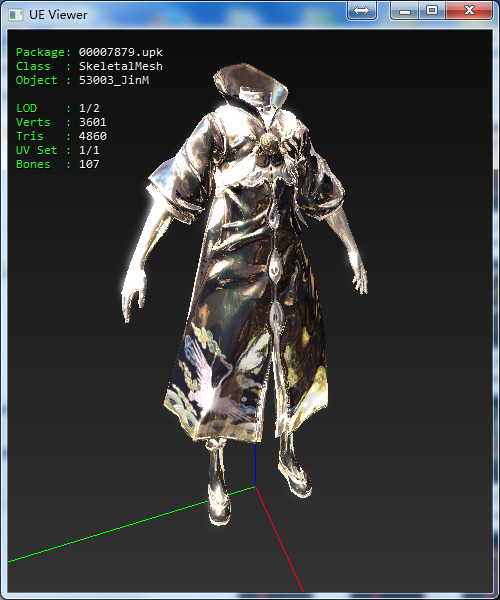 UE Viewer
Package: 00007879.upk
Class : SkeletalMesh
Object : 53003_JinM
LOD : 1/2
Verts : 3601
Tris : 4860
UV Set : 1/1
Bones : 107